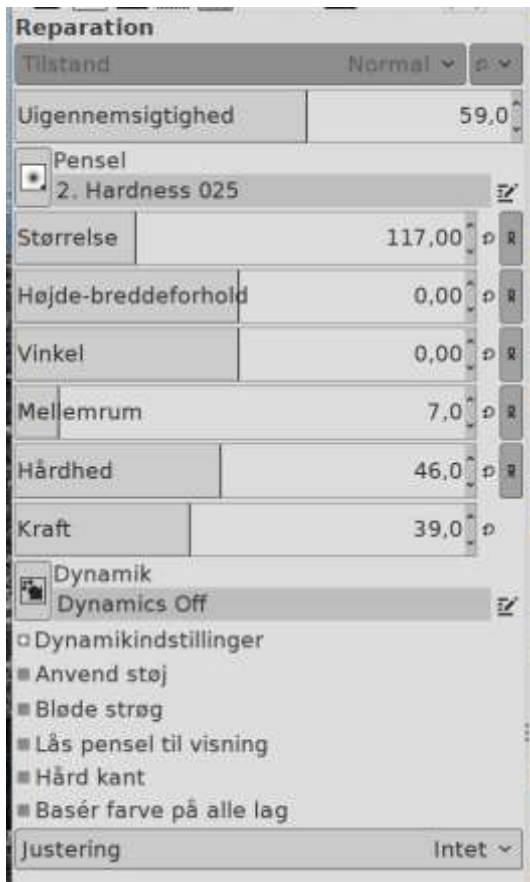 Reparation
Tilstand Normal
Uigennemsigtighed 59,0
Pensel
2. Hardness 025
Størrelse 117,00
Højde-breddeforhold 0,00
Vinkel 0,00
Mellemrum 7,0
Hårdhed 46,0
Kraft 39,0
Dynamik
Dynamics Off
Dynamikindstillinger
Anvend støj
Bløde strøg
Lås pensel til visning
Hård kant
Basér farve på alle lag
Justering Intet